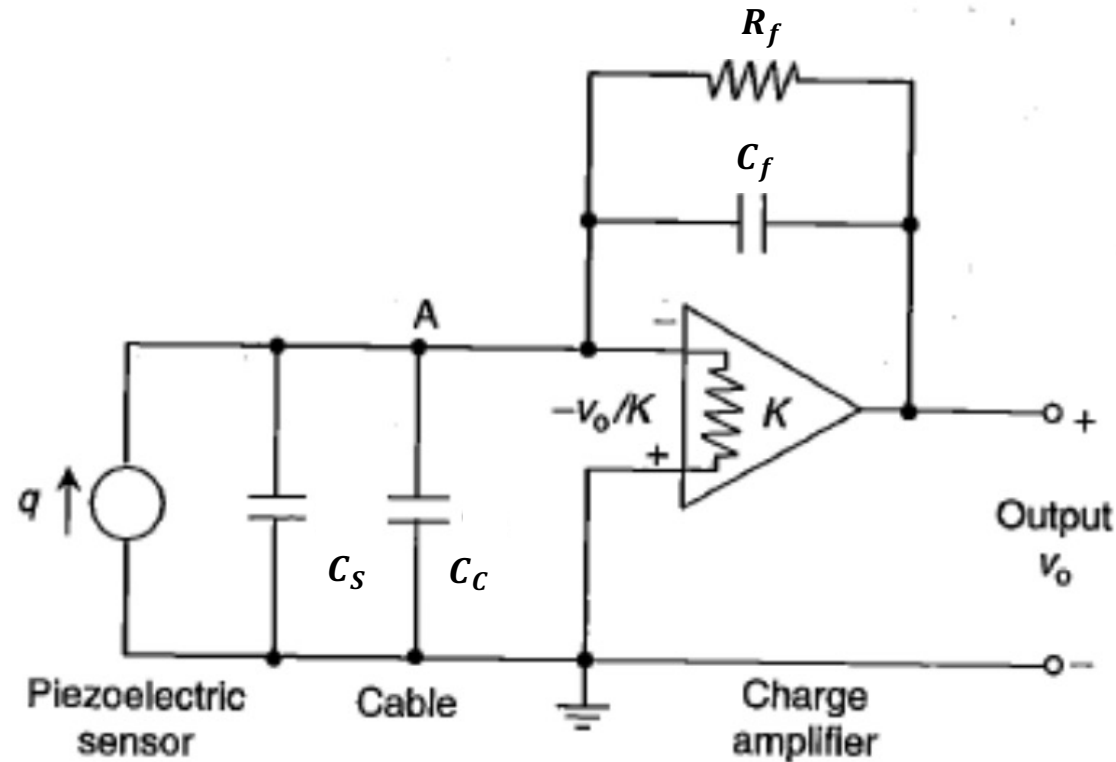 R_f
C_f
A
−
−v_o/K
K
+
q
C_S
C_C
+
Output
v_o
−
Piezoelectric
sensor
Cable
Charge
amplifier